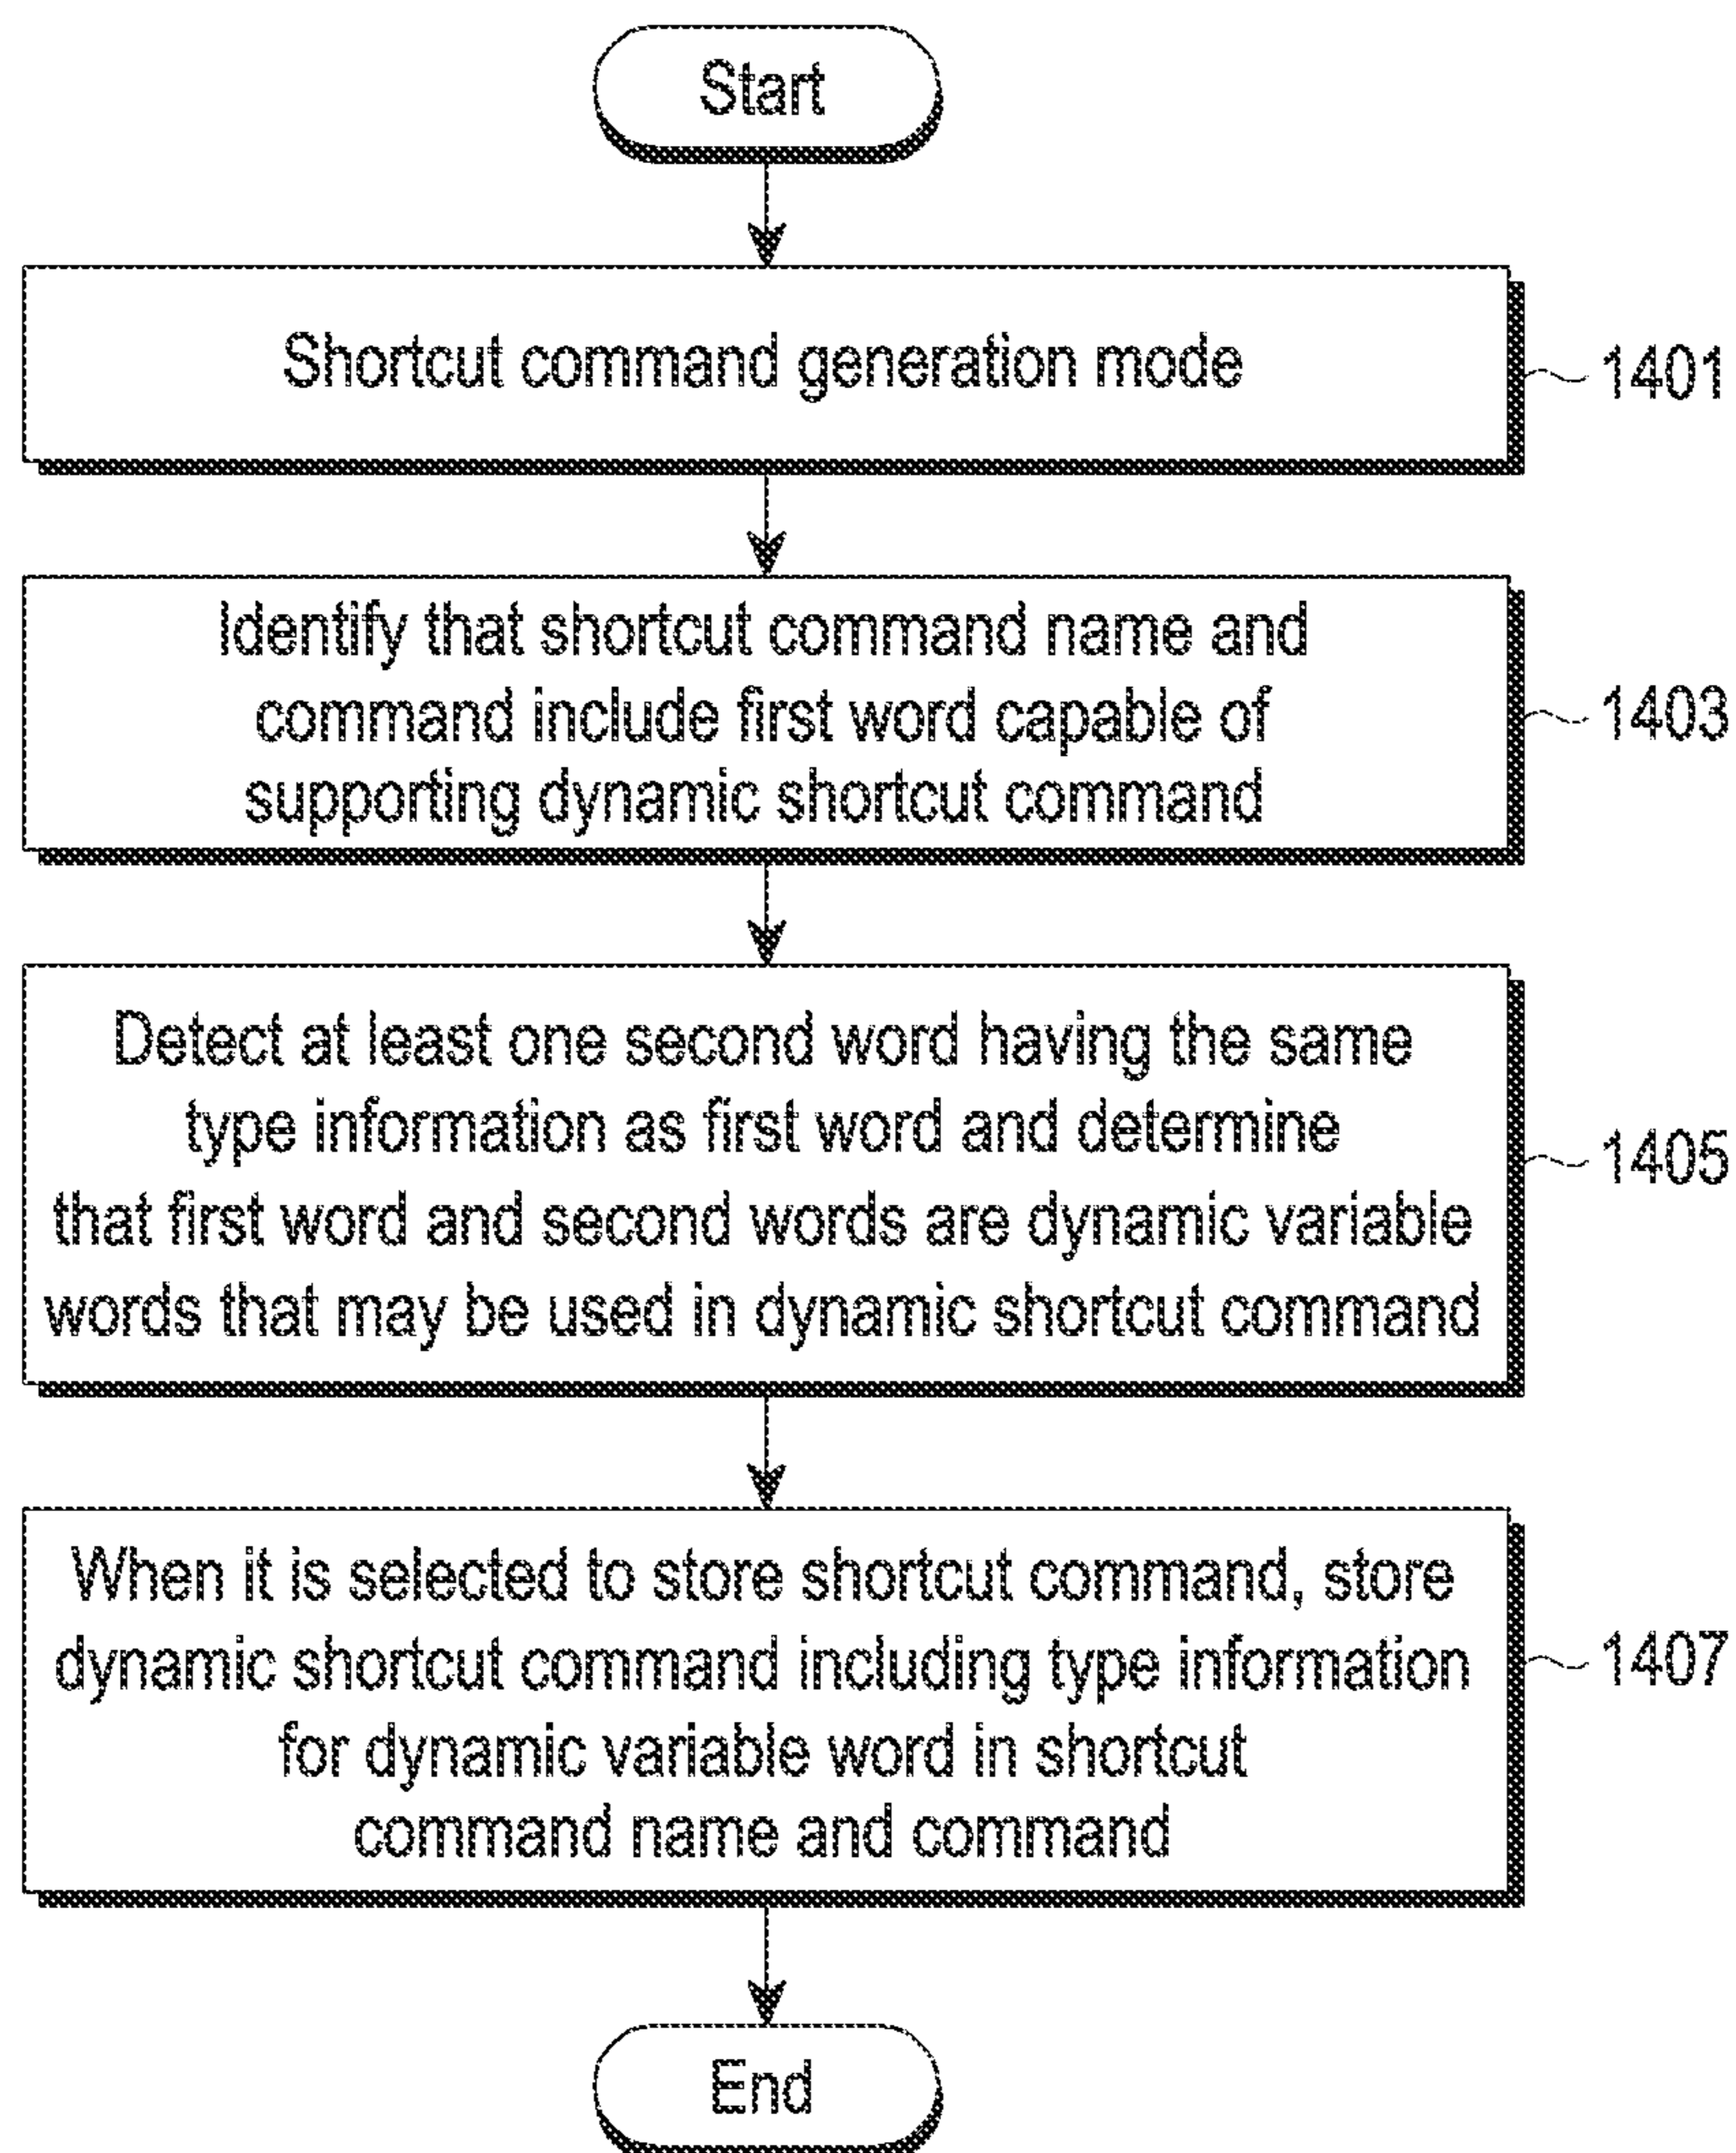 Start
Shortcut command generation mode
1401
Identify that shortcut command name and
command include first word capable of
supporting dynamic shortcut command
1403
Detect at least one second word having the same
type information as first word and determine
that first word and second words are dynamic variable
words that may be used in dynamic shortcut command
1405
When it is selected to store shortcut command, store
dynamic shortcut command including type information
for dynamic variable word in shortcut
command name and command
1407
End